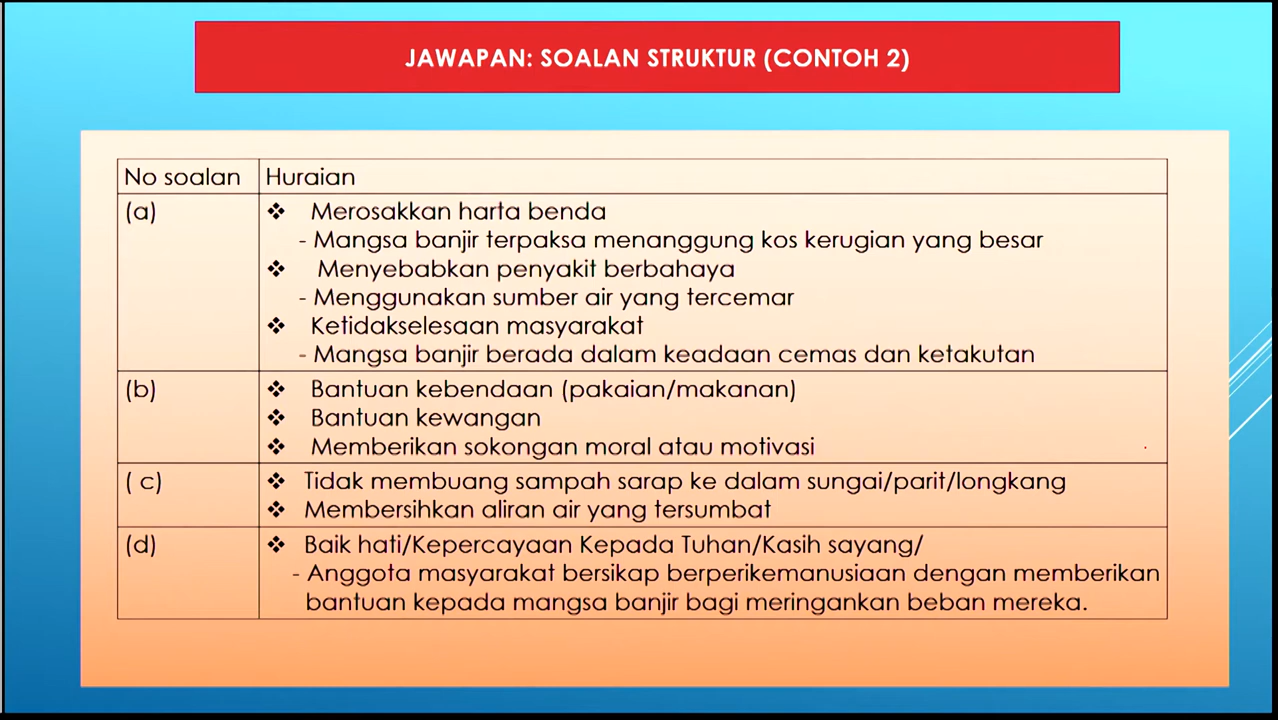 JAWAPAN: SOALAN STRUKTUR (CONTOH 2)
No soalan Huraian
(a) ❖ Merosakkan harta benda
- Mangsa banjir terpaksa menanggung kos kerugian yang besar
❖ Menyebabkan penyakit berbahaya
- Menggunakan sumber air yang tercemar
❖ Ketidakselesaan masyarakat
- Mangsa banjir berada dalam keadaan cemas dan ketakutan
(b) ❖ Bantuan kebendaan (pakaian/makanan)
❖ Bantuan kewangan
❖ Memberikan sokongan moral atau motivasi
( c) ❖ Tidak membuang sampah sarap ke dalam sungai/parit/longkang
❖ Membersihkan aliran air yang tersumbat
(d) ❖ Baik hati/Kepercayaan Kepada Tuhan/Kasih sayang/
- Anggota masyarakat bersikap berperikemanusiaan dengan memberikan
bantuan kepada mangsa banjir bagi meringankan beban mereka.